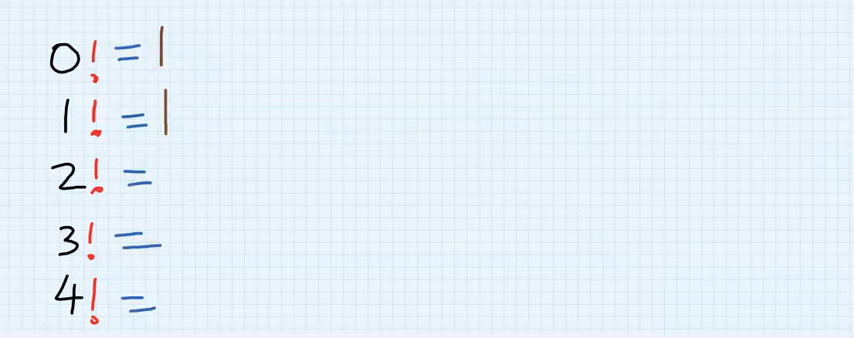 0! = 1
1! = 1
2! =
3! =
4! =